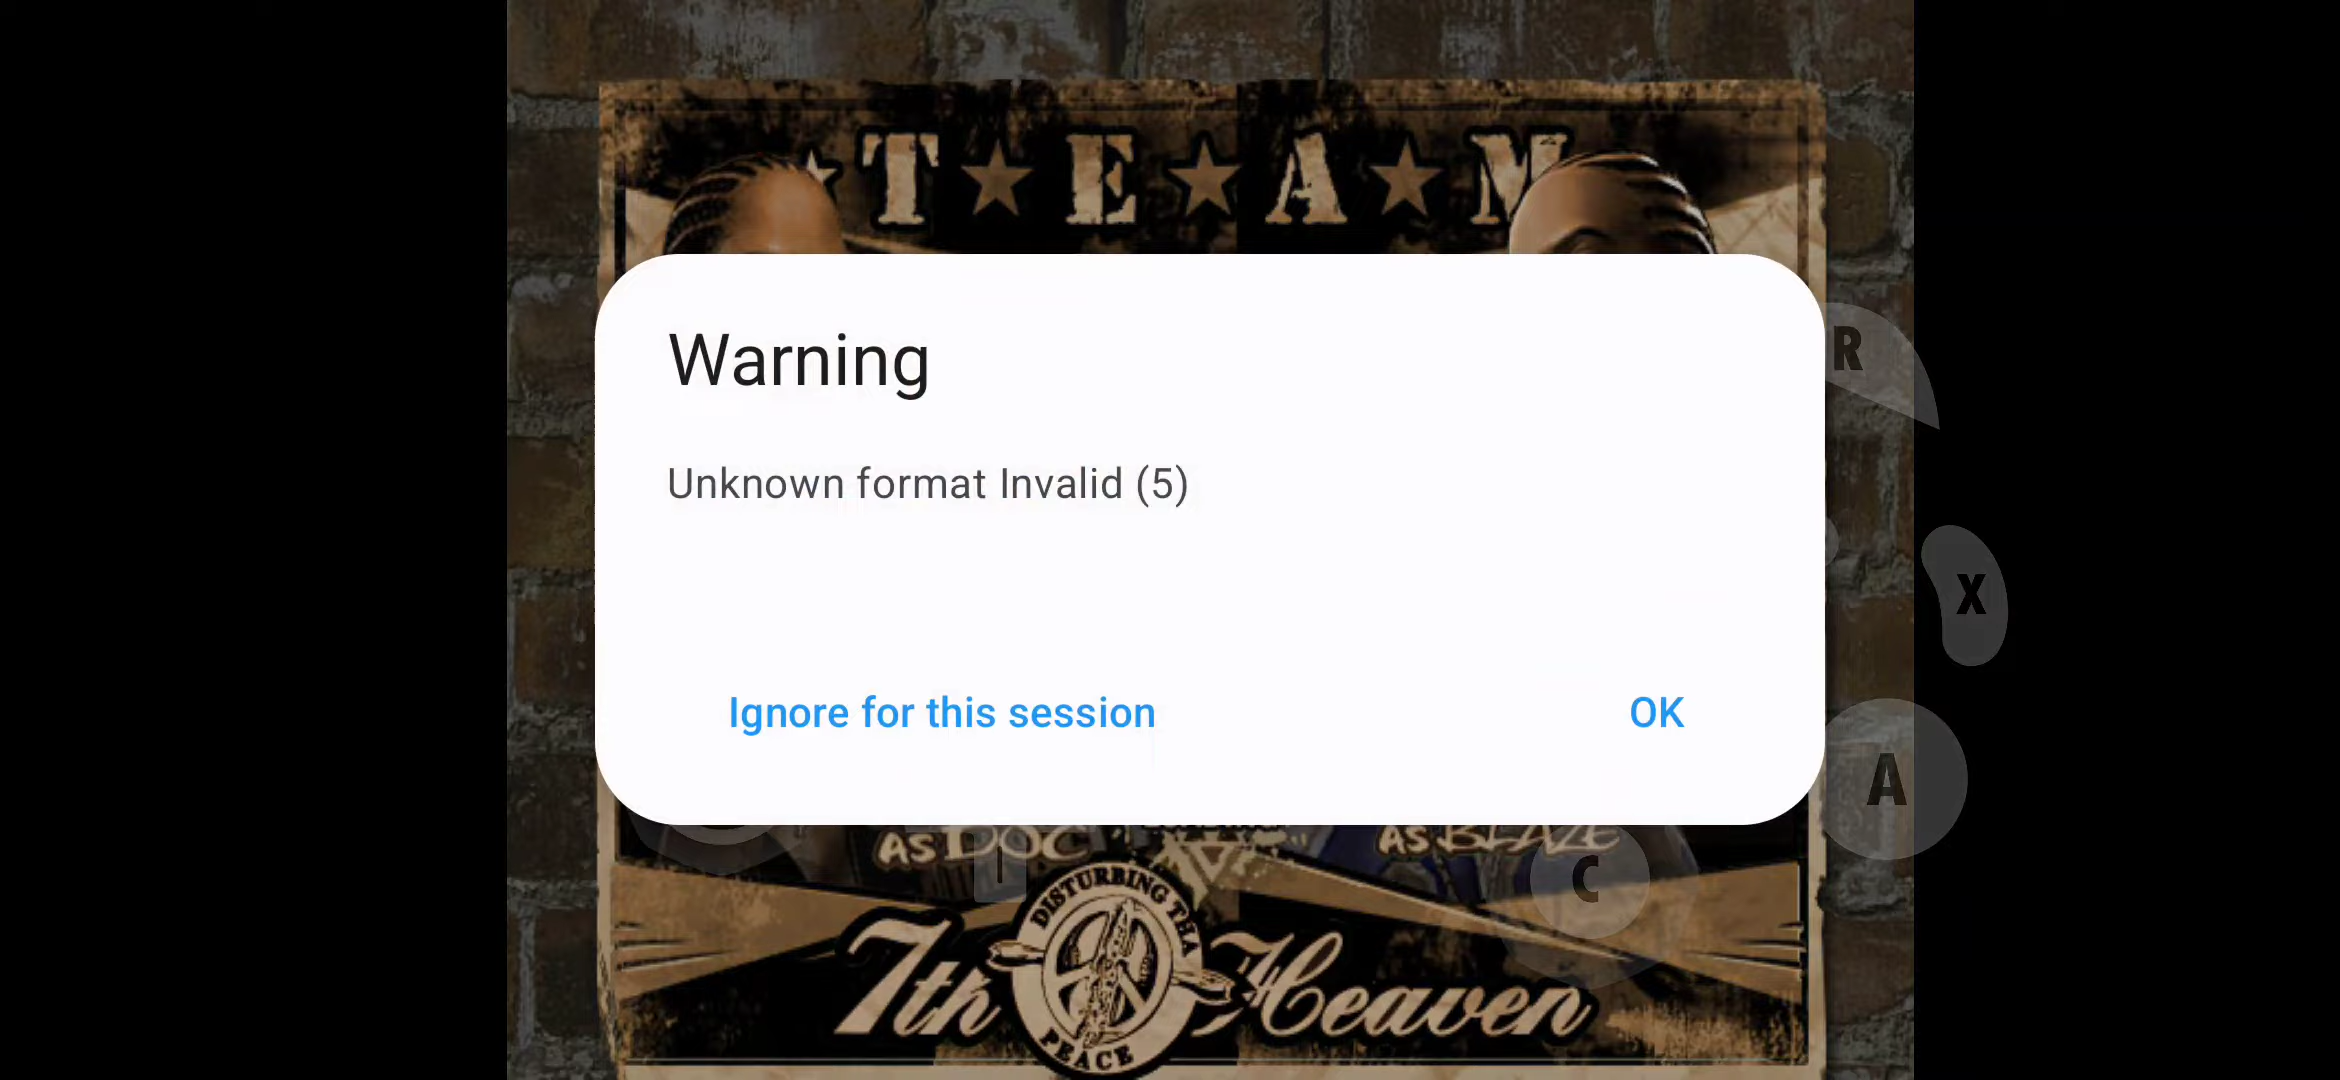 T★E★A★M
R
Warning
Unknown format Invalid (5)
X
Ignore for this session
OK
A
AS DOC
AS BLAZE
C
DISTURBING THA
7th Heaven
PEACE